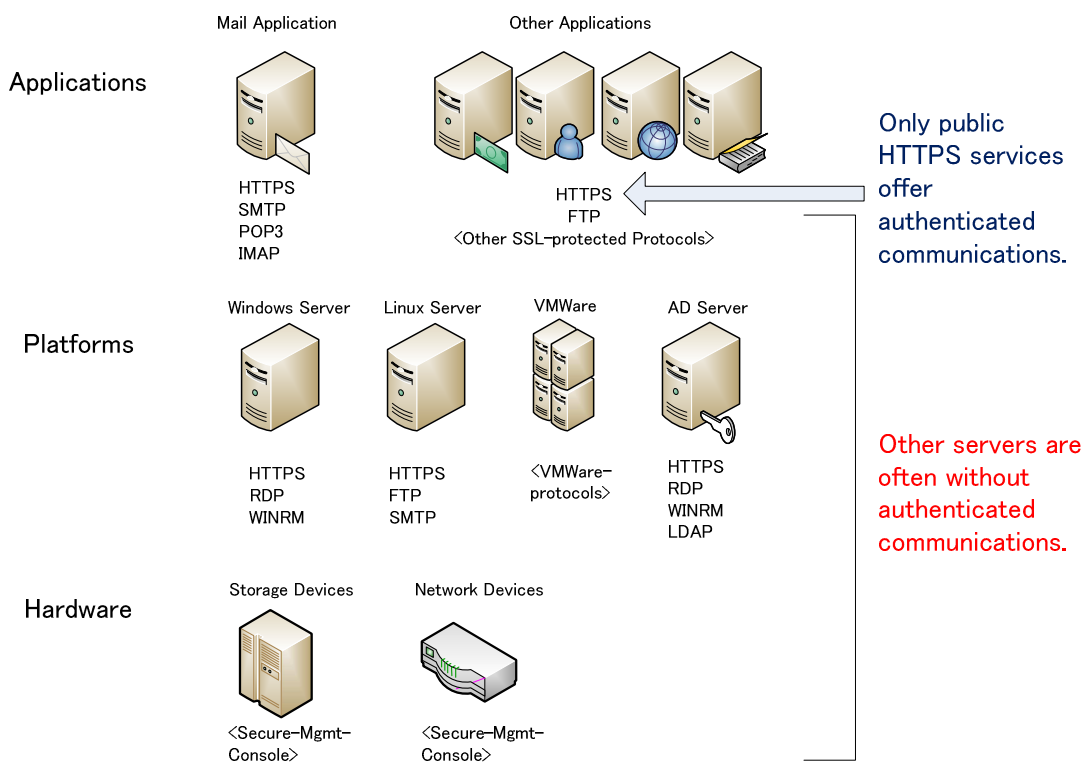 Mail Application
Other Applications
Applications
HTTPS
SMTP
POP3
IMAP
HTTPS
FTP
<Other SSL-protected Protocols>
Only public
HTTPS services
offer
authenticated
communications.
Platforms
Windows Server
Linux Server
VMWare
AD Server
HTTPS
RDP
WINRM
HTTPS
FTP
SMTP
<VMWare-
protocols>
HTTPS
RDP
WINRM
LDAP
Other servers are
often without
authenticated
communications.
Hardware
Storage Devices
Network Devices
<Secure-Mgmt-
Console>
<Secure-Mgmt-
Console>